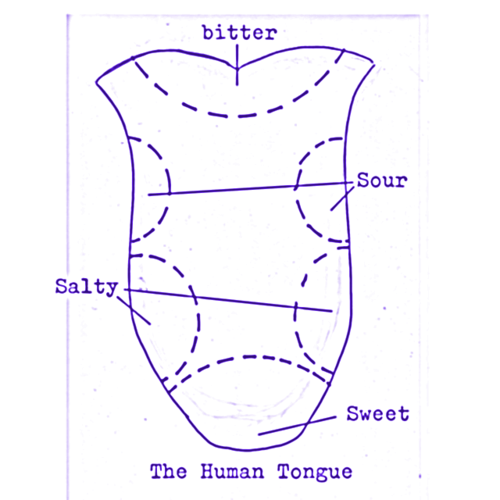 bitter
Sour
Salty
Sweet
The Human Tongue